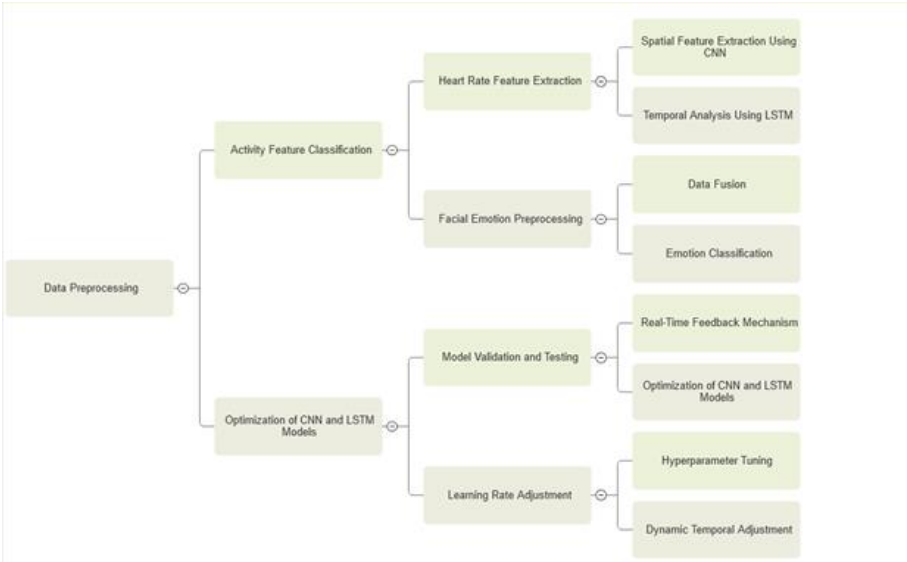 Data Preprocessing
Activity Feature Classification
Heart Rate Feature Extraction
Spatial Feature Extraction Using
CNN
Temporal Analysis Using LSTM
Facial Emotion Preprocessing
Data Fusion
Emotion Classification
Optimization of CNN and LSTM
Models
Model Validation and Testing
Real-Time Feedback Mechanism
Optimization of CNN and LSTM
Models
Learning Rate Adjustment
Hyperparameter Tuning
Dynamic Temporal Adjustment